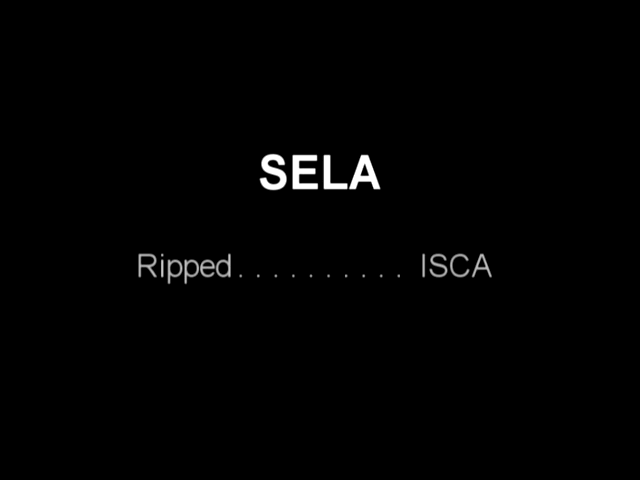 SELA
Ripped . . . . . . . . . . ISCA